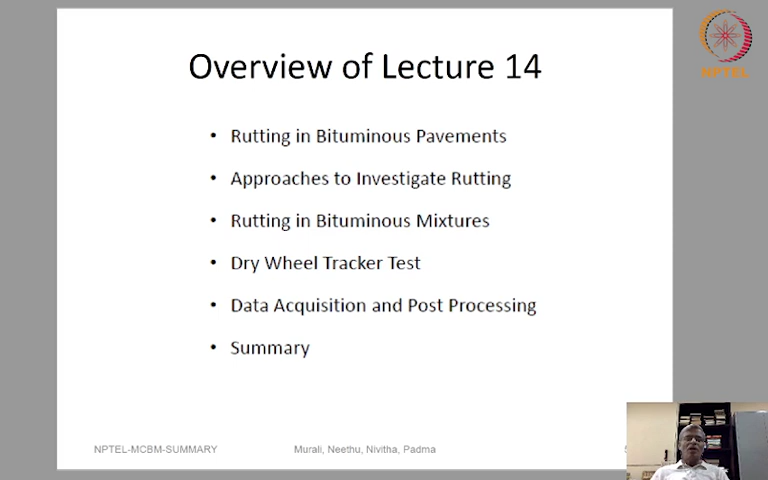 Overview of Lecture 14
NPTEL
• Rutting in Bituminous Pavements
• Approaches to Investigate Rutting
• Rutting in Bituminous Mixtures
• Dry Wheel Tracker Test
• Data Acquisition and Post Processing
• Summary
NPTEL-MCBM-SUMMARY
Murali, Neethu, Nivitha, Padma